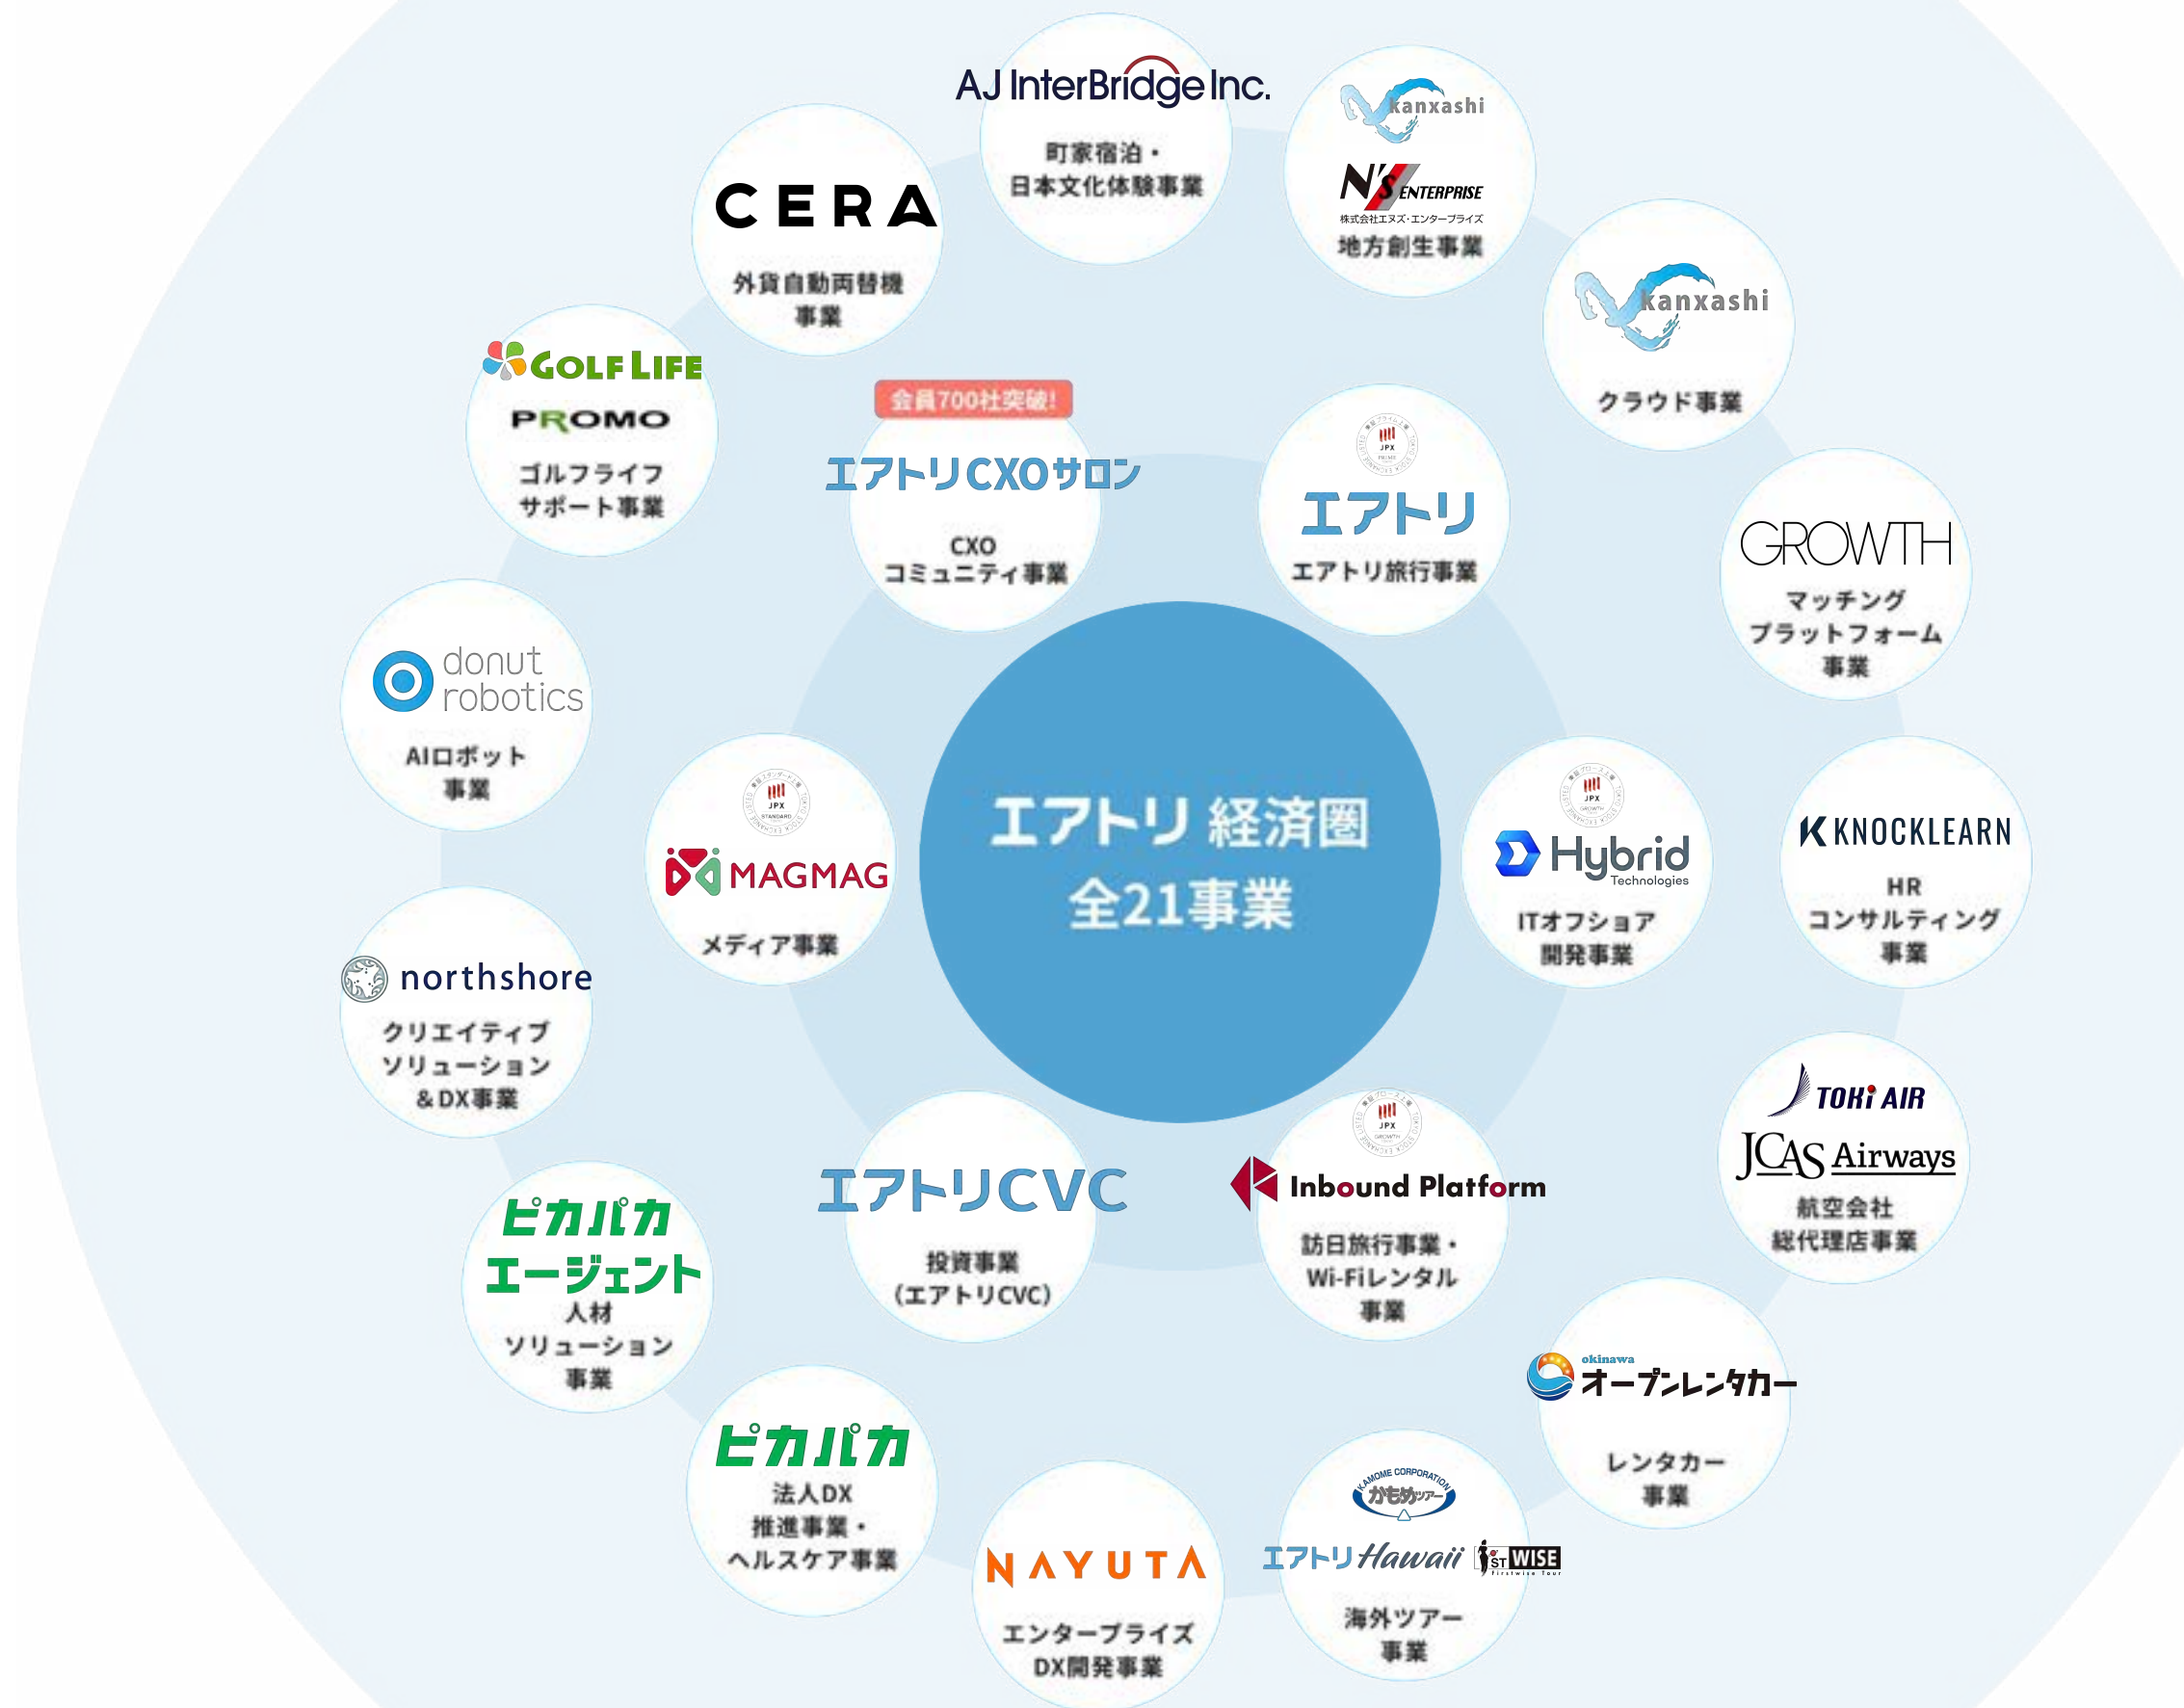 AJ InterBridge Inc.
町家宿泊・
日本文化体験事業
kanxashi
N'S ENTERPRISE
株式会社エヌズ・エンタープライズ
地方創生事業
CERA
外貨自動両替機
事業
kanxashi
クラウド事業
GOLF LIFE
PROMO
ゴルフライフ
サポート事業
会員700社突破!
エアトリCXOサロン
CXO
コミュニティ事業
JPX
PRIME
エアトリ
エアトリ旅行事業
GROWTH
マッチング
プラットフォーム
事業
donut
robotics
AIロボット
事業
JPX
STANDARD
MAGMAG
メディア事業
エアトリ 経済圏
全21事業
JPX
GROWTH
Hybrid
Technologies
ITオフショア
開発事業
KNOCKLEARN
HR
コンサルティング
事業
northshore
クリエイティブ
ソリューション
&DX事業
TOKI AIR
JCAS Airways
航空会社
総代理店事業
エアトリCVC
投資事業
(エアトリCVC)
JPX
GROWTH
Inbound Platform
訪日旅行事業・
Wi-Fiレンタル
事業
ピカパカ
エージェント
人材
ソリューション
事業
okinawa
オープンレンタカー
レンタカー
事業
ピカパカ
法人DX
推進事業・
ヘルスケア事業
NAYUTA
エンタープライズ
DX開発事業
KAMOME CORPORATION
かもめツアー
エアトリ Hawaii
1ST WISE
Firstwise Tour
海外ツアー
事業